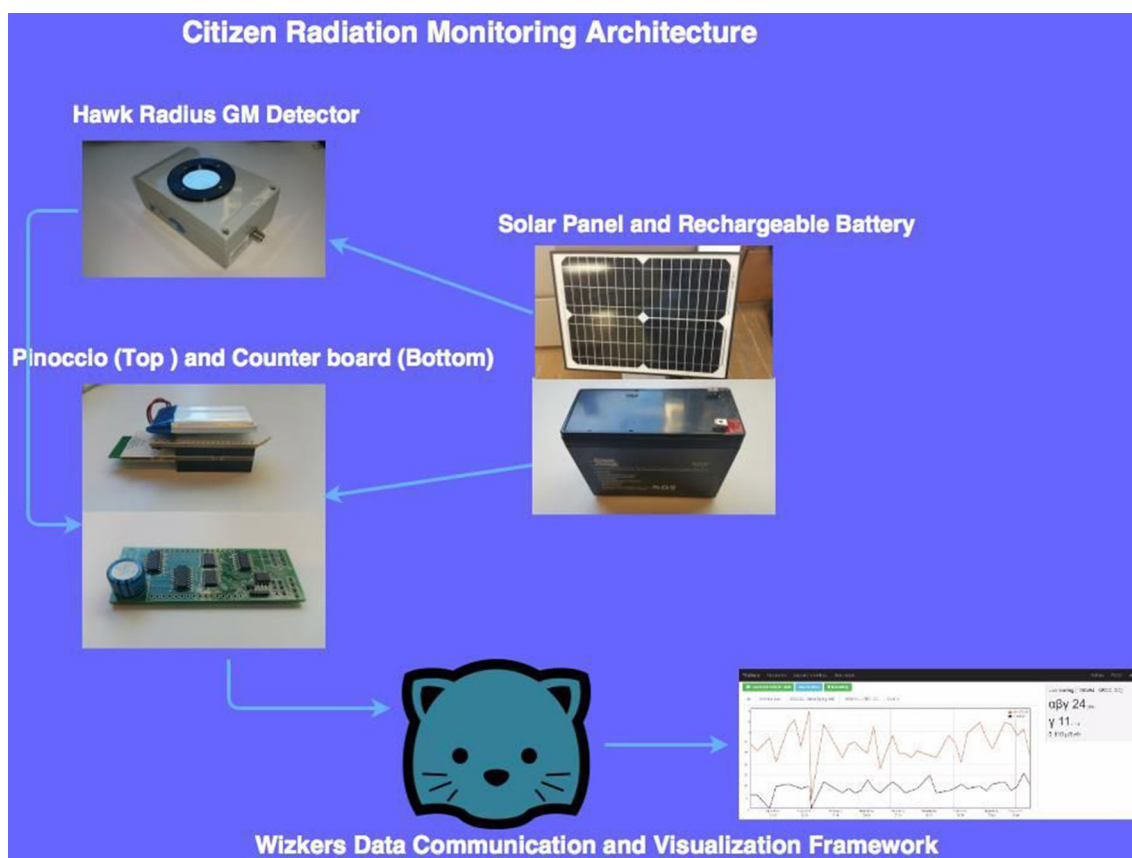 Citizen Radiation Monitoring Architecture
Hawk Radius GM Detector
Solar Panel and Rechargeable Battery
Pinoccio (Top ) and Counter board (Bottom)
αβγ 24
γ 11
Wizkers Data Communication and Visualization Framework